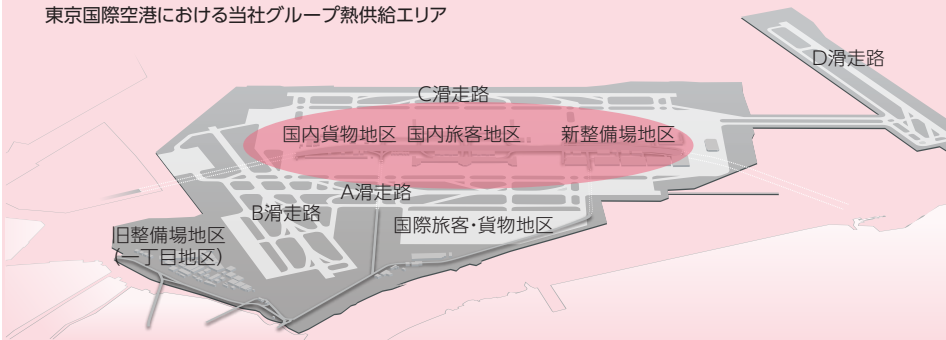 東京国際空港における当社グループ熱供給エリア
D滑走路
C滑走路
国内貨物地区 国内旅客地区 新整備場地区
A滑走路
B滑走路
国際旅客・貨物地区
旧整備場地区
(一丁目地区)